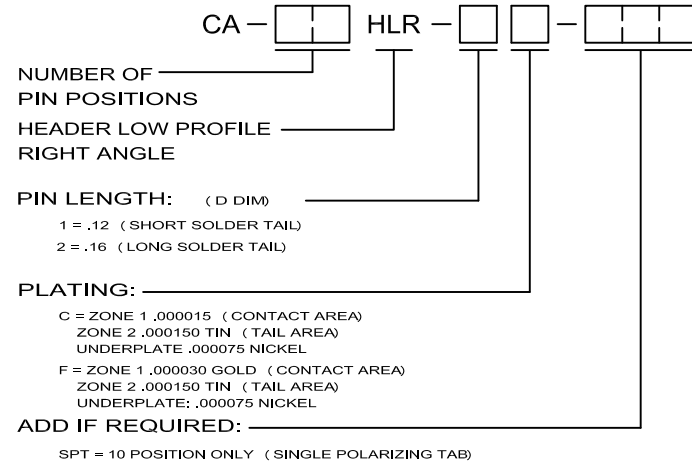 CA – HLR – –
NUMBER OF
PIN POSITIONS
HEADER LOW PROFILE
RIGHT ANGLE
PIN LENGTH: ( D DIM)
1 = .12 ( SHORT SOLDER TAIL)
2 = .16 ( LONG SOLDER TAIL)
PLATING:
C = ZONE 1 .000015 ( CONTACT AREA)
ZONE 2 .000150 TIN ( TAIL AREA)
UNDERPLATE .000075 NICKEL
F = ZONE 1 .000030 GOLD ( CONTACT AREA)
ZONE 2 .000150 TIN ( TAIL AREA)
UNDERPLATE: .000075 NICKEL
ADD IF REQUIRED:
SPT = 10 POSITION ONLY ( SINGLE POLARIZING TAB)